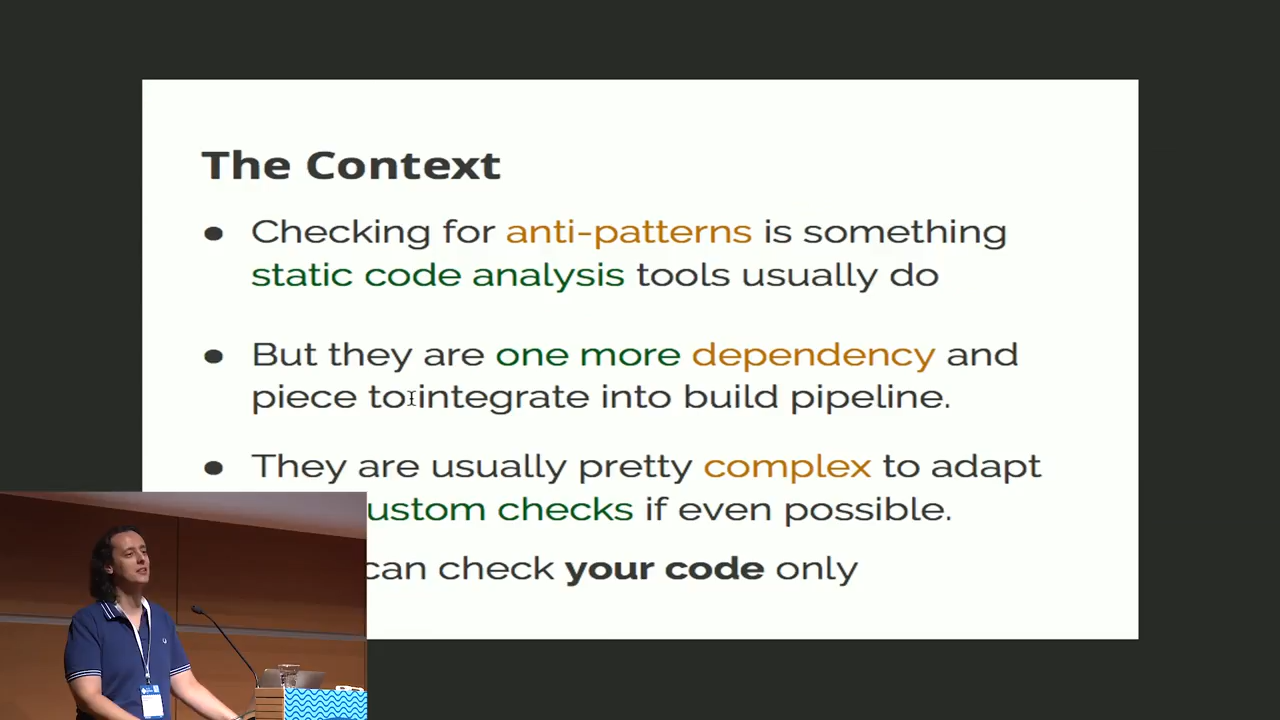 The Context
● Checking for anti-patterns is something
static code analysis tools usually do
● But they are one more dependency and
piece to integrate into build pipeline.
● They are usually pretty complex to adapt
ustom checks if even possible.
can check your code only